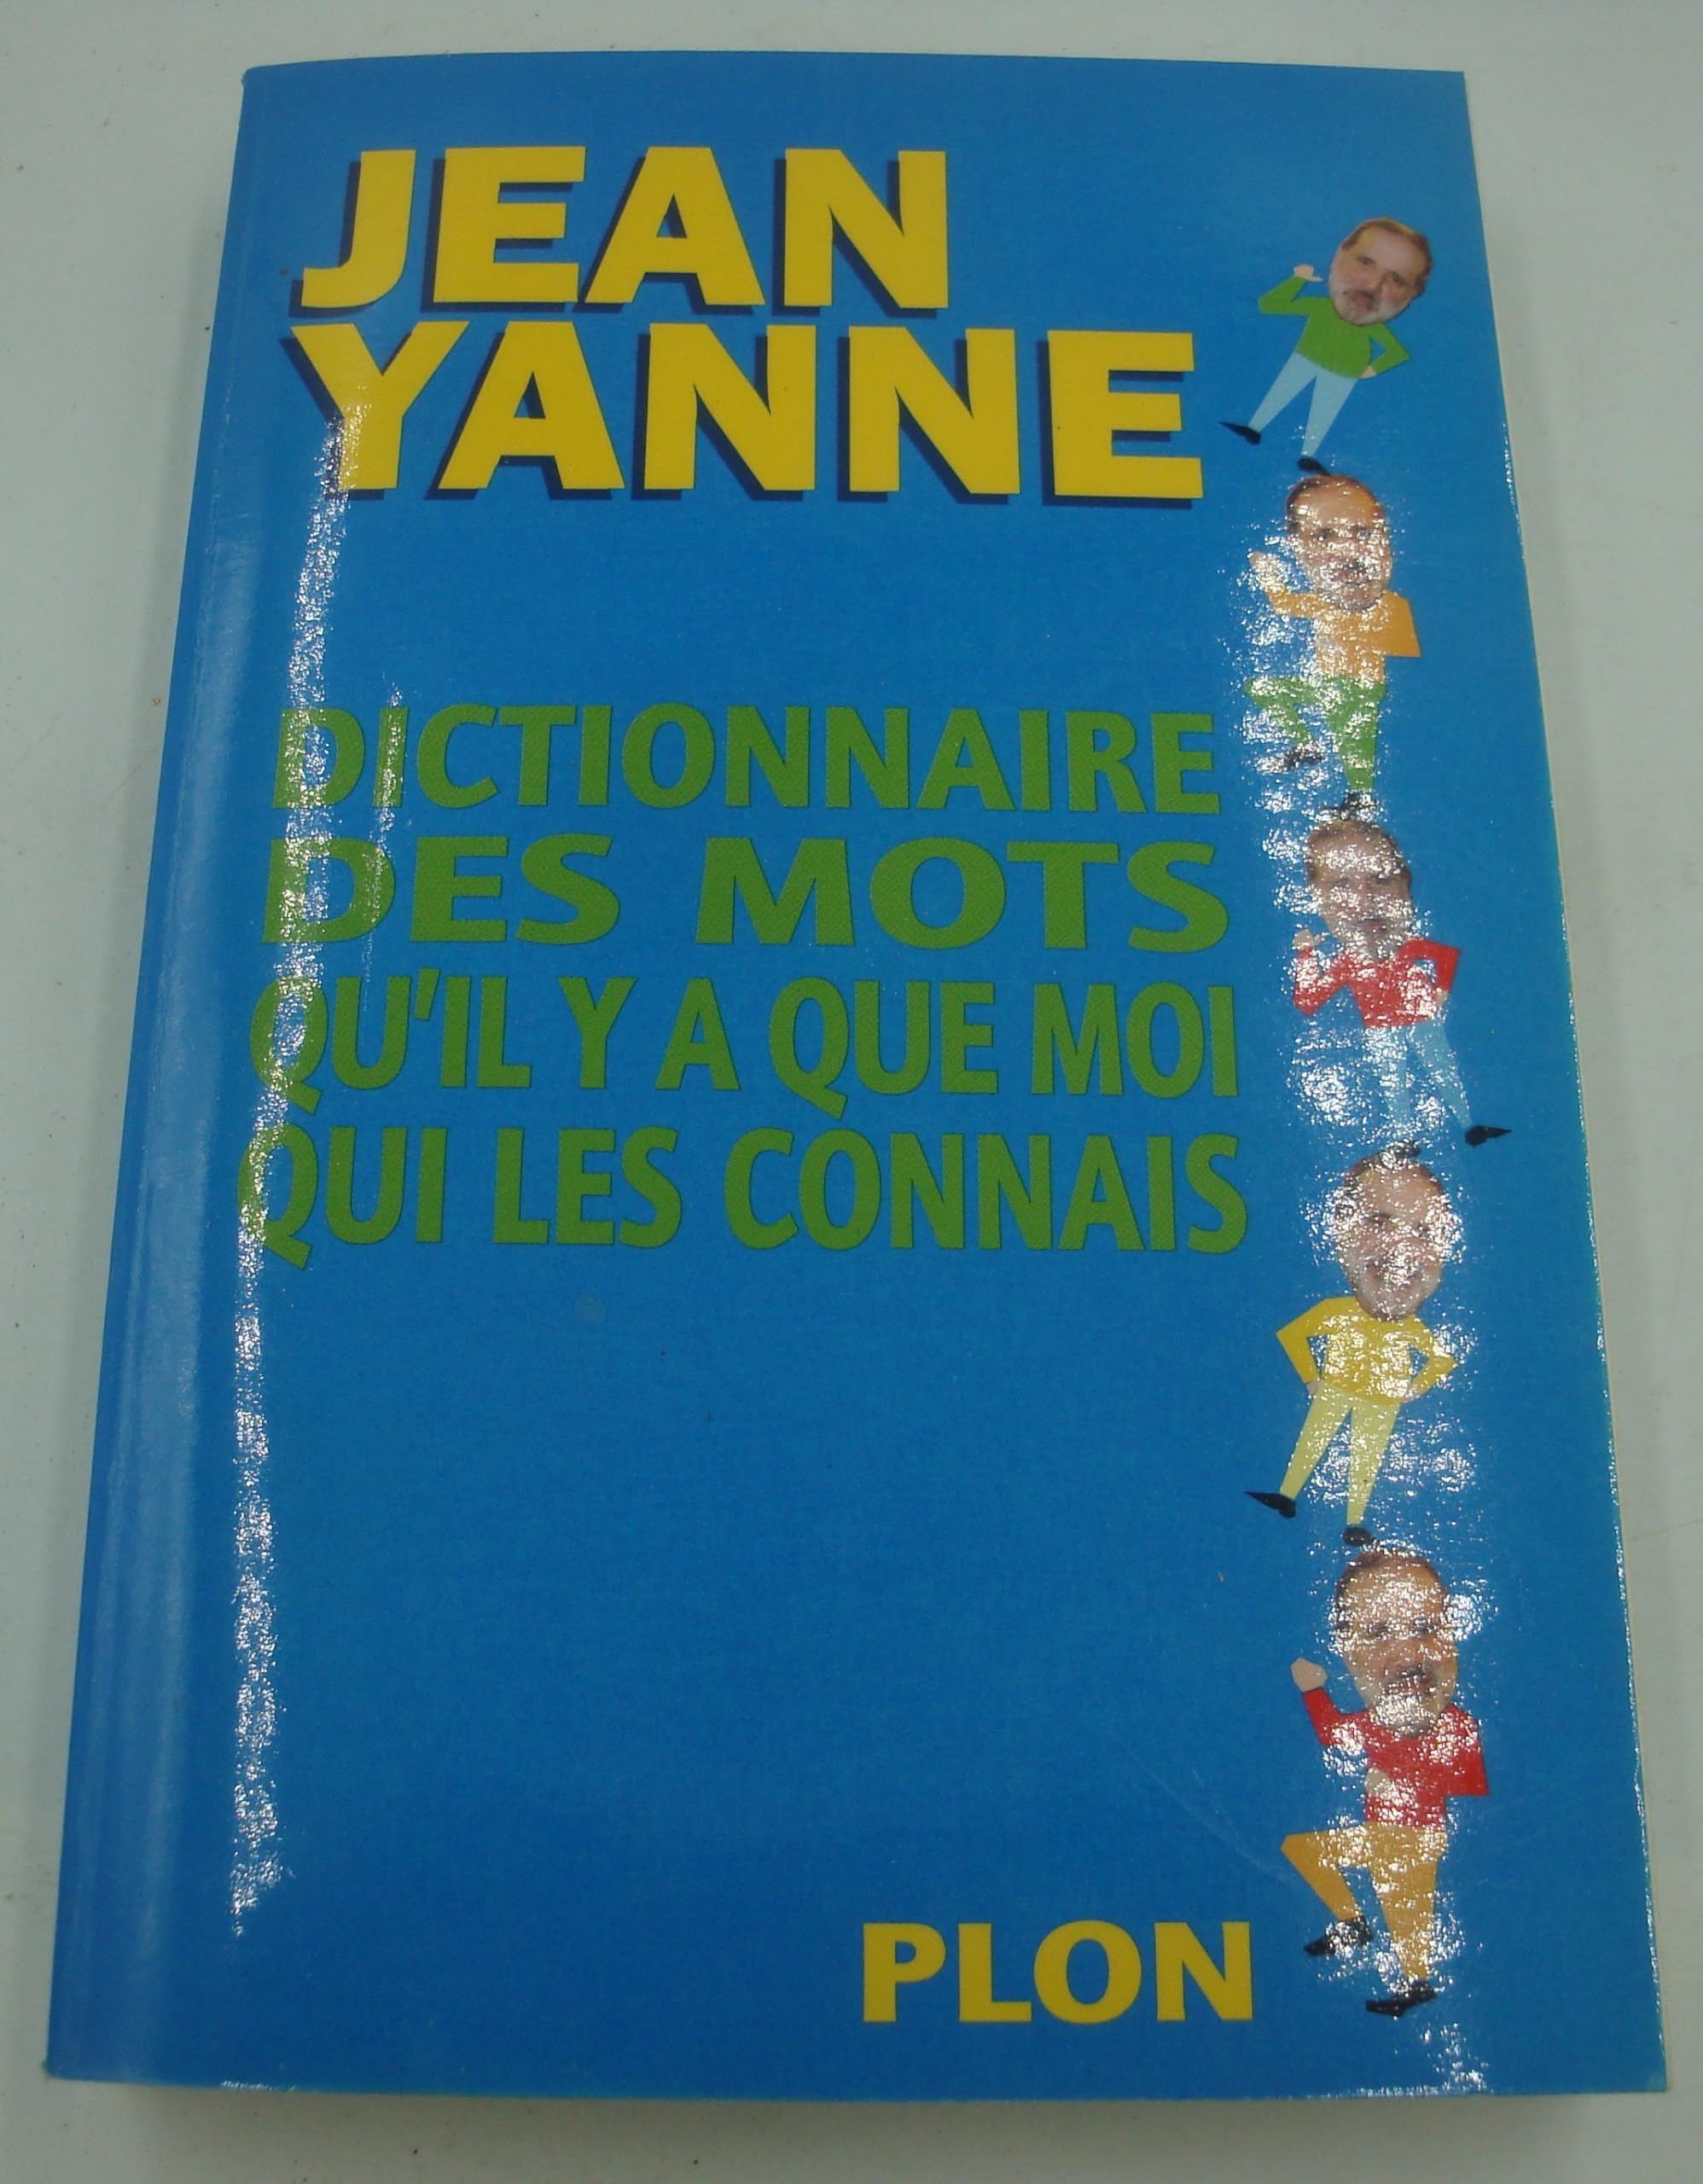 JEAN
YANNE
DICTIONNAIRE
DES MOTS
QU'IL Y A QUE MOI
QUI LES CONNAIS
PLON